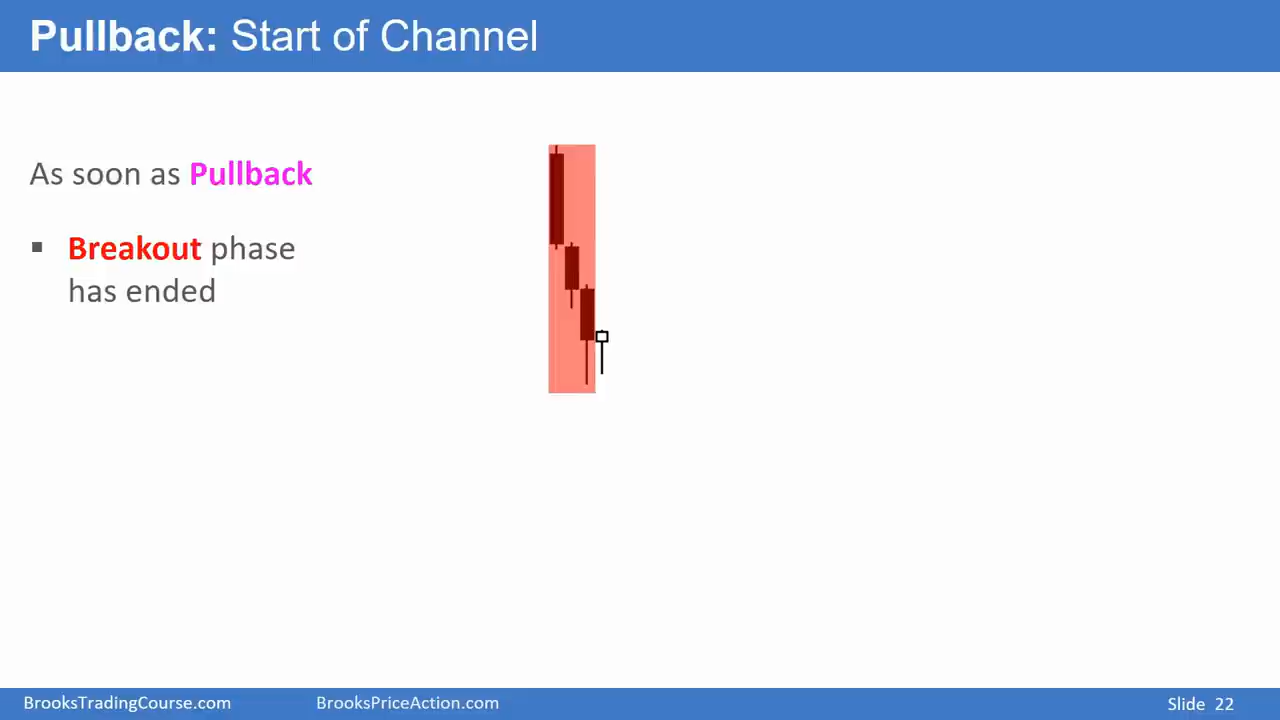 Pullback: Start of Channel
As soon as Pullback
▪ Breakout phase
has ended
BrooksTradingCourse.com
BrooksPriceAction.com
Slide 22